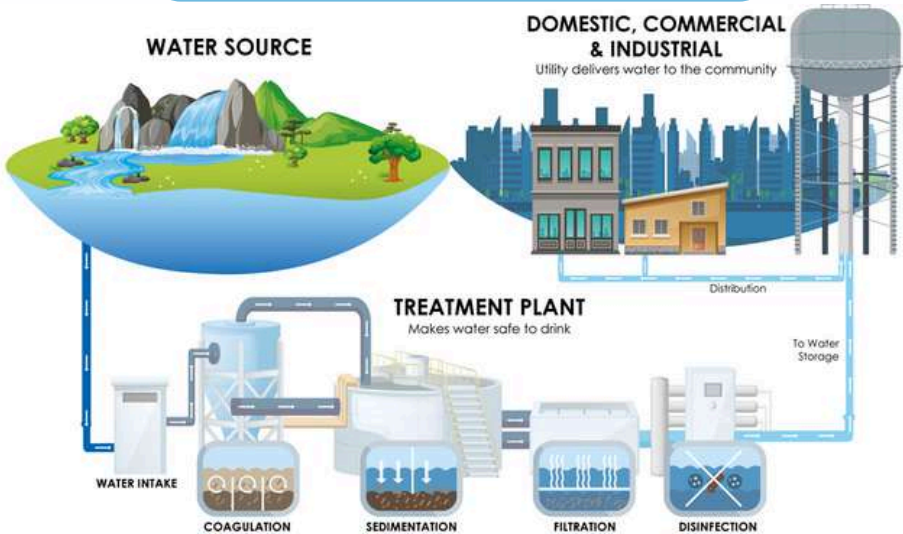 WATER SOURCE
DOMESTIC, COMMERCIAL
& INDUSTRIAL
Utility delivers water to the community
Distribution
TREATMENT PLANT
Makes water safe to drink
To Water
Storage
WATER INTAKE
COAGULATION
SEDIMENTATION
FILTRATION
DISINFECTION